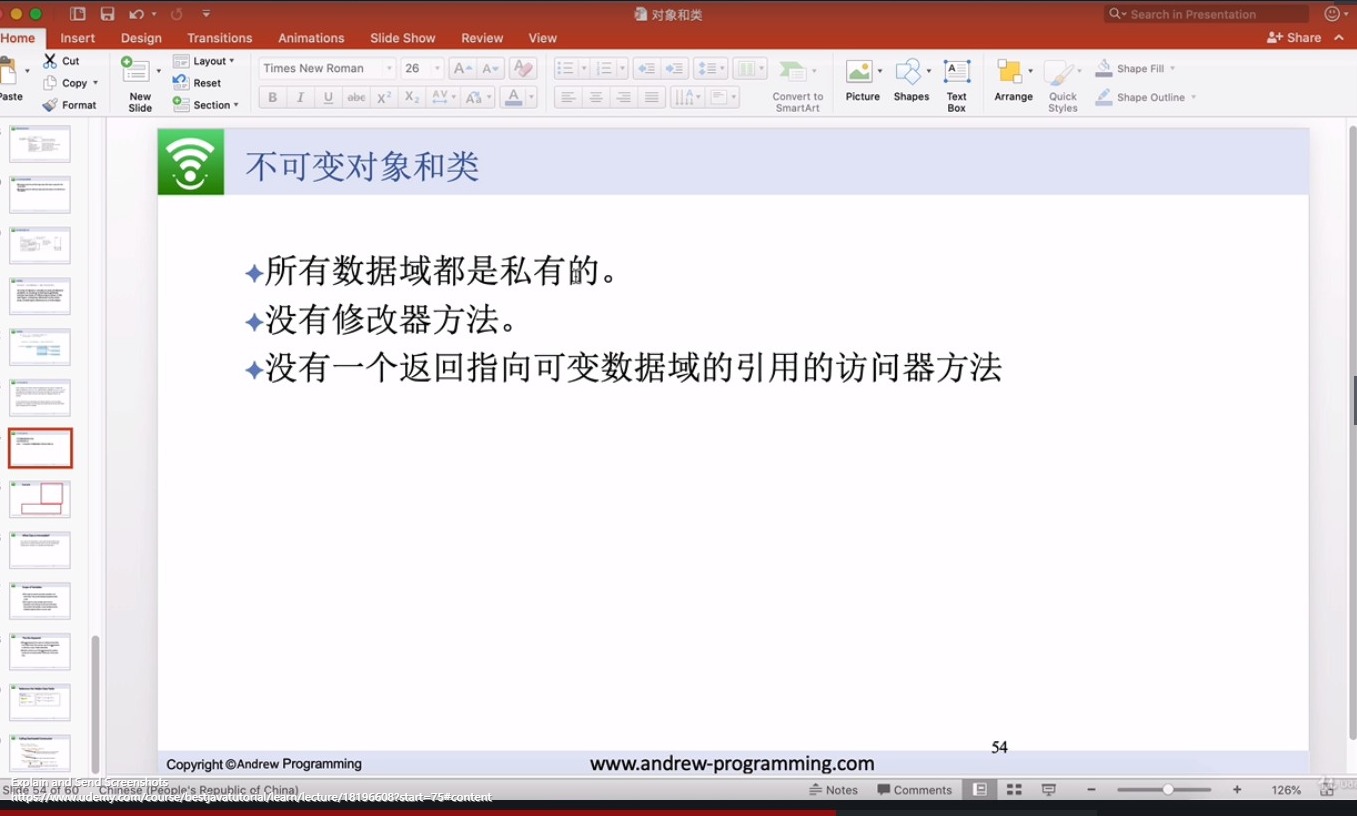 对象和类
Search in Presentation
Home Insert Design Transitions Animations Slide Show Review View
Share
Paste
Cut
Copy
Format
New Slide
Layout
Reset
Section
Times New Roman 26
B I U abc X² X₂ AV A
Convert to SmartArt
Picture
Shapes
Text Box
Arrange
Quick Styles
Shape Fill
Shape Outline
不可变对象和类
所有数据域都是私有的。
没有修改器方法。
没有一个返回指向可变数据域的引用的访问器方法
54
Copyright ©Andrew Programming
www.andrew-programming.com
Explain and Send Screenshots
Slide 54 of 60 Chinese (People's Republic of China)
https://www.udemy.com/course/bestjavatutorial/learn/lecture/18196608?start=75#content
Notes Comments 126%